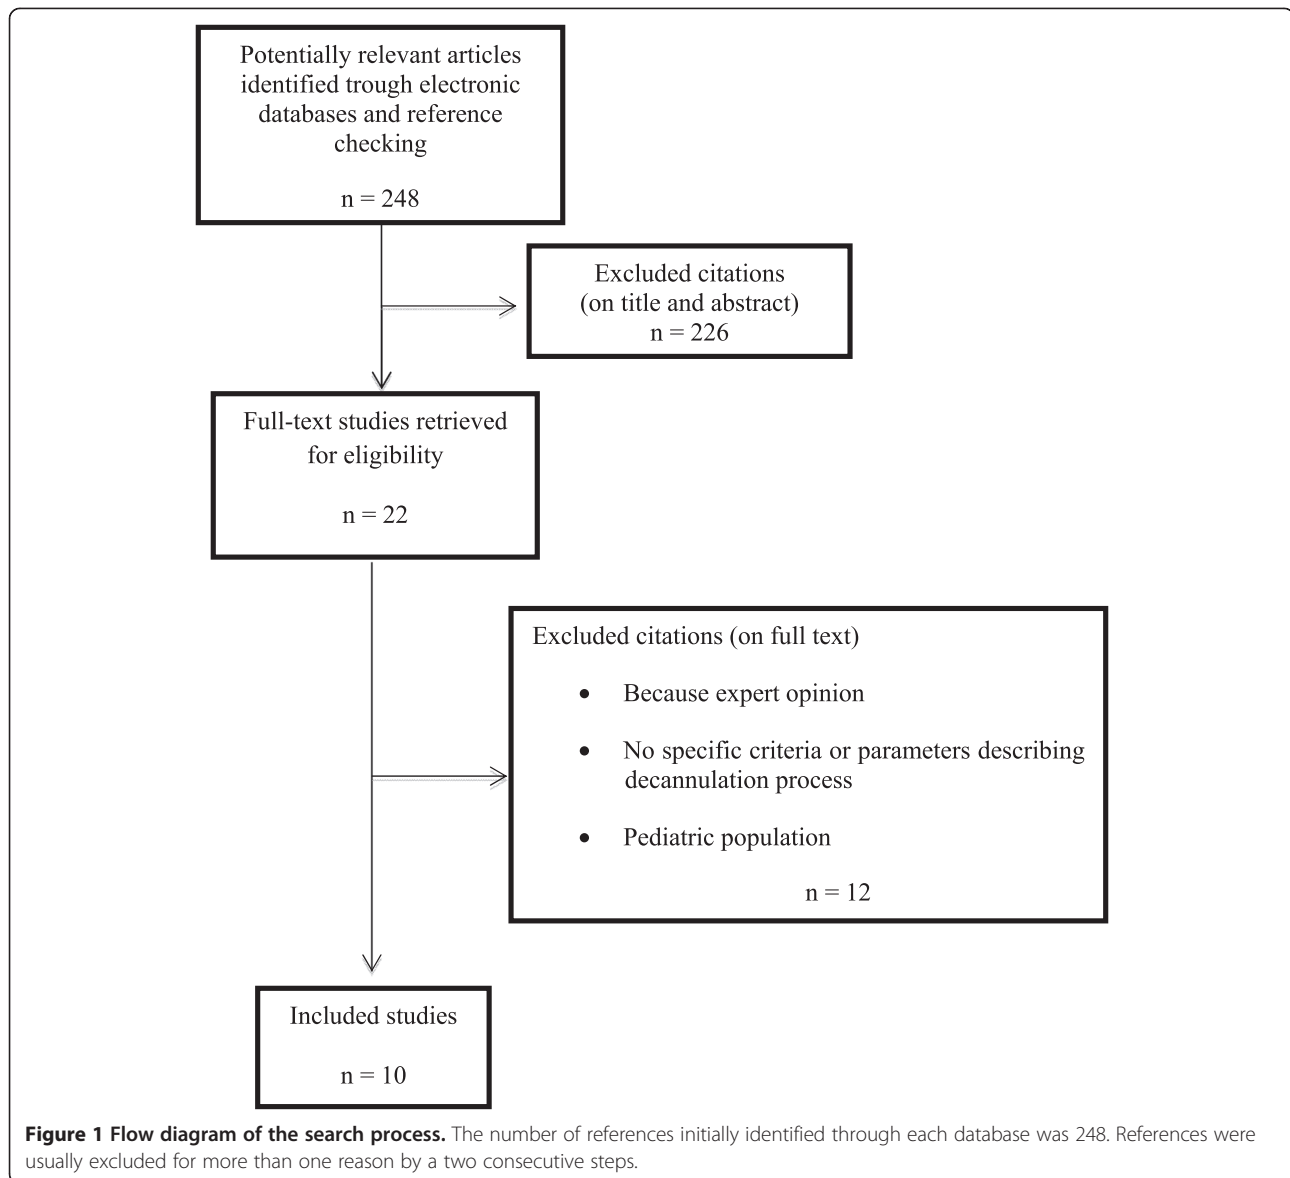 Potentially relevant articles
identified trough electronic
databases and reference
checking
n = 248
Excluded citations
(on title and abstract)
n = 226
Full-text studies retrieved
for eligibility
n = 22
Excluded citations (on full text)
• Because expert opinion
• No specific criteria or parameters describing
decannulation process
• Pediatric population
n = 12
Included studies
n = 10
Figure 1 Flow diagram of the search process. The number of references initially identified through each database was 248. References were
usually excluded for more than one reason by a two consecutive steps.